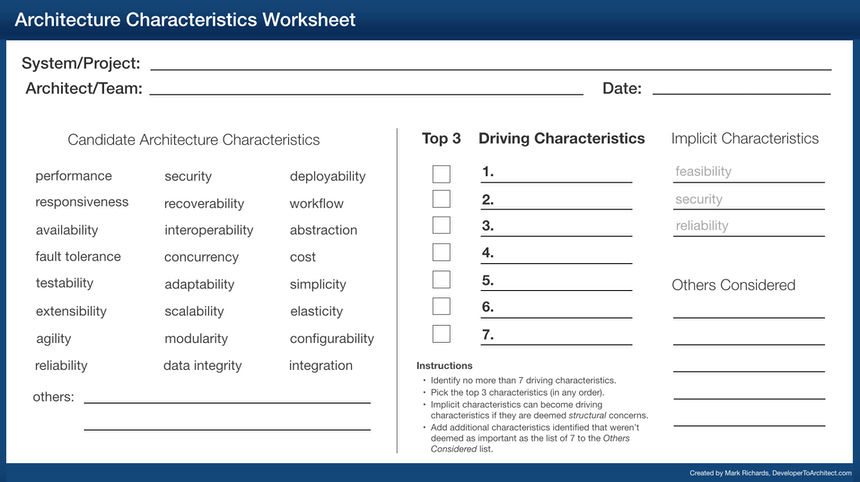 Architecture Characteristics Worksheet
System/Project:
Architect/Team:
Date:
Candidate Architecture Characteristics
performance security deployability
responsiveness recoverability workflow
availability interoperability abstraction
fault tolerance concurrency cost
testability adaptability simplicity
extensibility scalability elasticity
agility modularity configurability
reliability data integrity integration
others:
Top 3 Driving Characteristics
1.
2.
3.
4.
5.
6.
7.
Instructions
• Identify no more than 7 driving characteristics.
• Pick the top 3 characteristics (in any order).
• Implicit characteristics can become driving
characteristics if they are deemed structural concerns.
• Add additional characteristics identified that weren't
deemed as important as the list of 7 to the Others
Considered list.
Implicit Characteristics
feasibility
security
reliability
Others Considered
Created by Mark Richards, DeveloperToArchitect.com